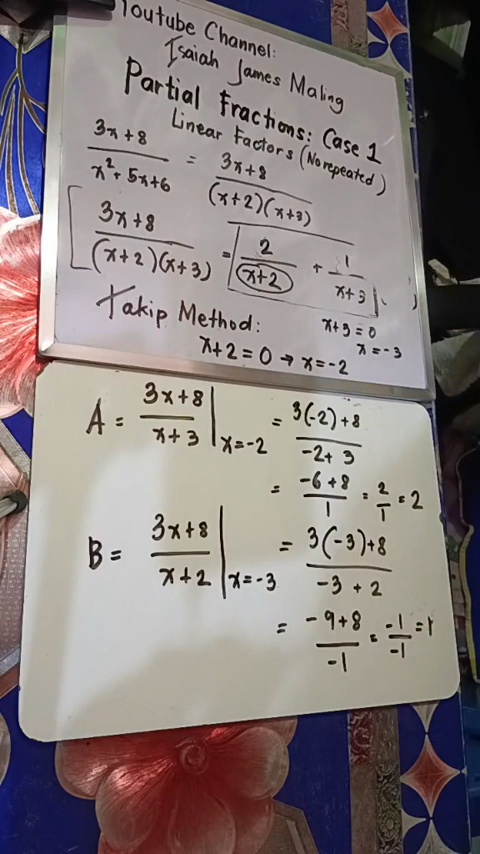 Youtube Channel:
Isaiah James Maling
Partial Fractions: Case 1
Linear Factors (No repeated)
3x+8 / x²+5x+6 = 3x+8 / (x+2)(x+3)
[ 3x+8 / (x+2)(x+3) = 2 / (x+2) + 1 / x+3 ]
Takip Method:
x+3=0
x+2=0 → x=-2
x=-3
A = 3x+8 / x+3 | x=-2 = 3(-2)+8 / -2+3
= -6+8 / 1 = 2/1 = 2
B = 3x+8 / x+2 | x=-3 = 3(-3)+8 / -3+2
= -9+8 / -1 = -1/-1 = 1